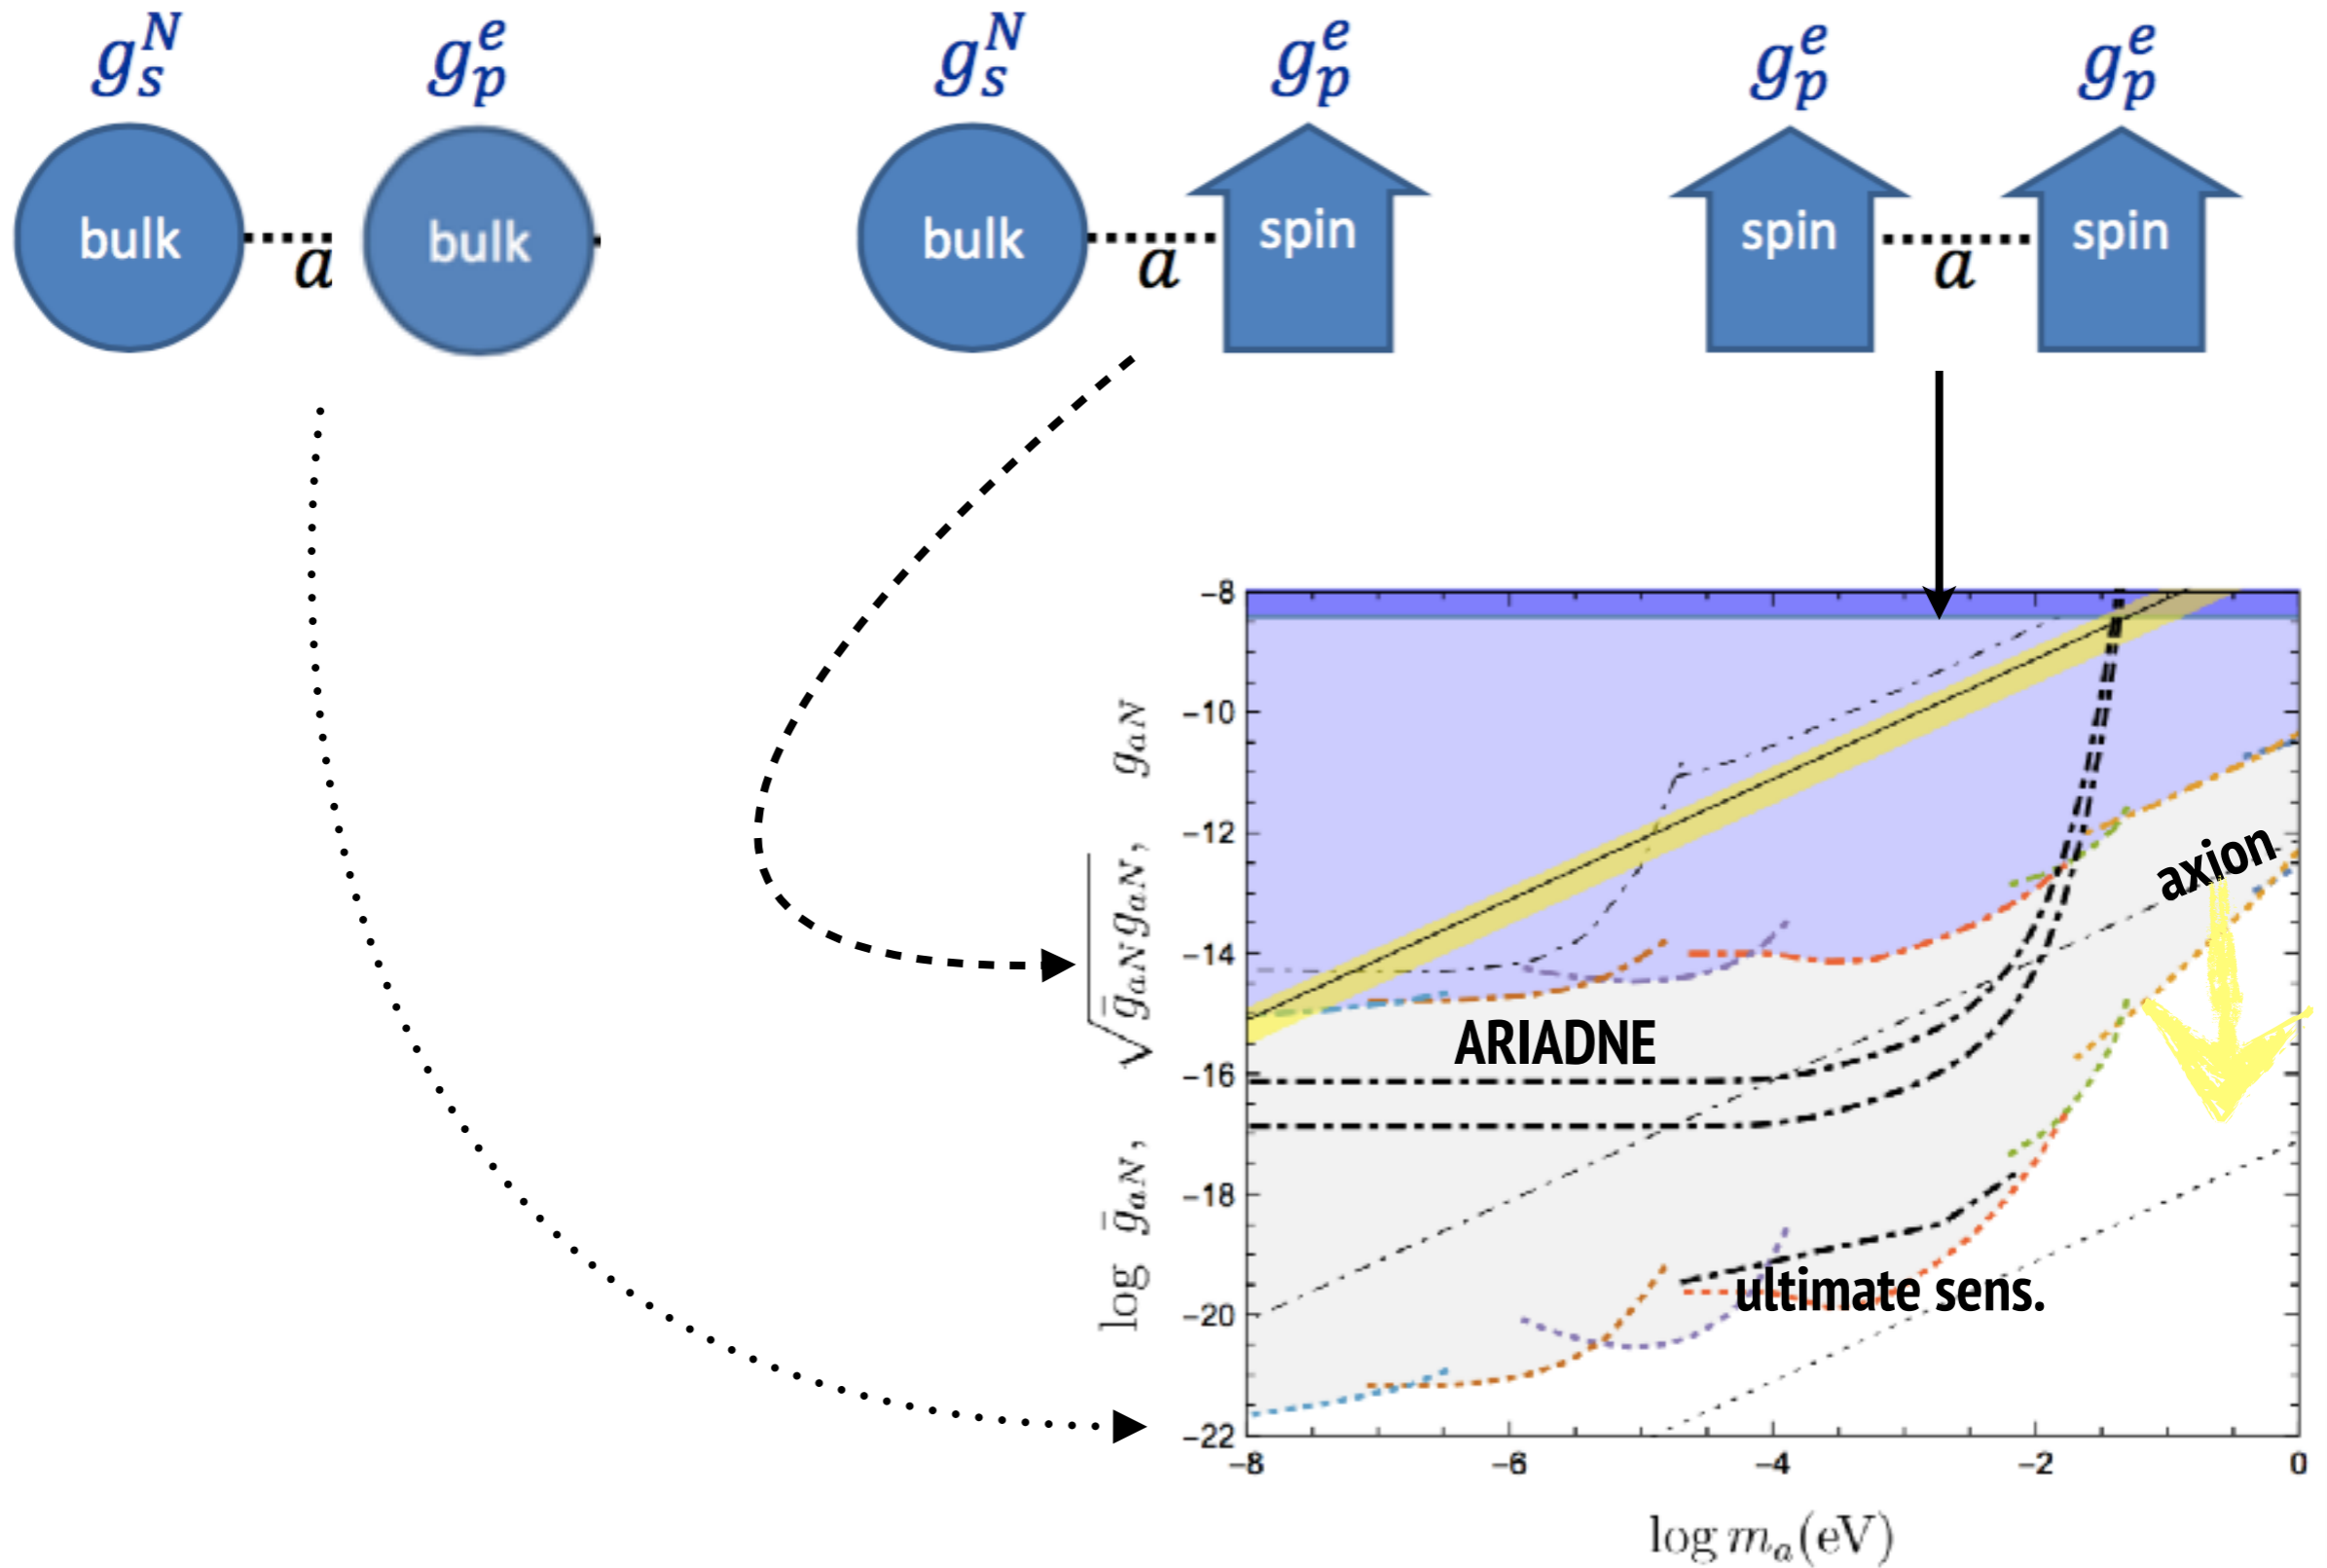 g_s^N g_p^e g_s^N g_p^e g_p^e g_p^e
bulk a bulk
bulk a spin
spin a spin
log ḡ_aN, √(ḡ_aN g_aN), g_aN
−8
−10
−12
−14
−16
−18
−20
−22
axion
ARIADNE
ultimate sens.
−8 −6 −4 −2 0
log m_a(eV)